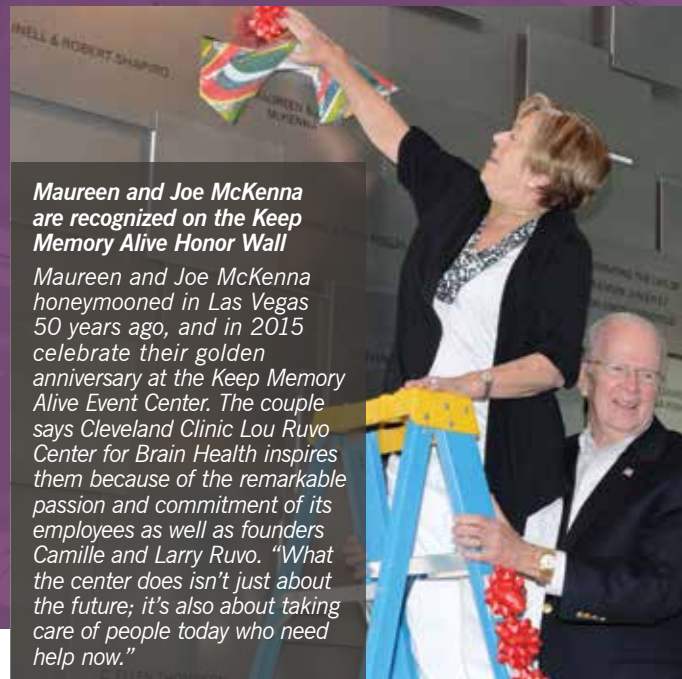 NELL & ROBERT SHAPIRO
MCKENNA
Maureen and Joe McKenna
are recognized on the Keep
Memory Alive Honor Wall
Maureen and Joe McKenna
honeymooned in Las Vegas
50 years ago, and in 2015
celebrate their golden
anniversary at the Keep Memory
Alive Event Center. The couple
says Cleveland Clinic Lou Ruvo
Center for Brain Health inspires
them because of the remarkable
passion and commitment of its
employees as well as founders
Camille and Larry Ruvo. “What
the center does isn’t just about
the future; it’s also about taking
care of people today who need
help now.”